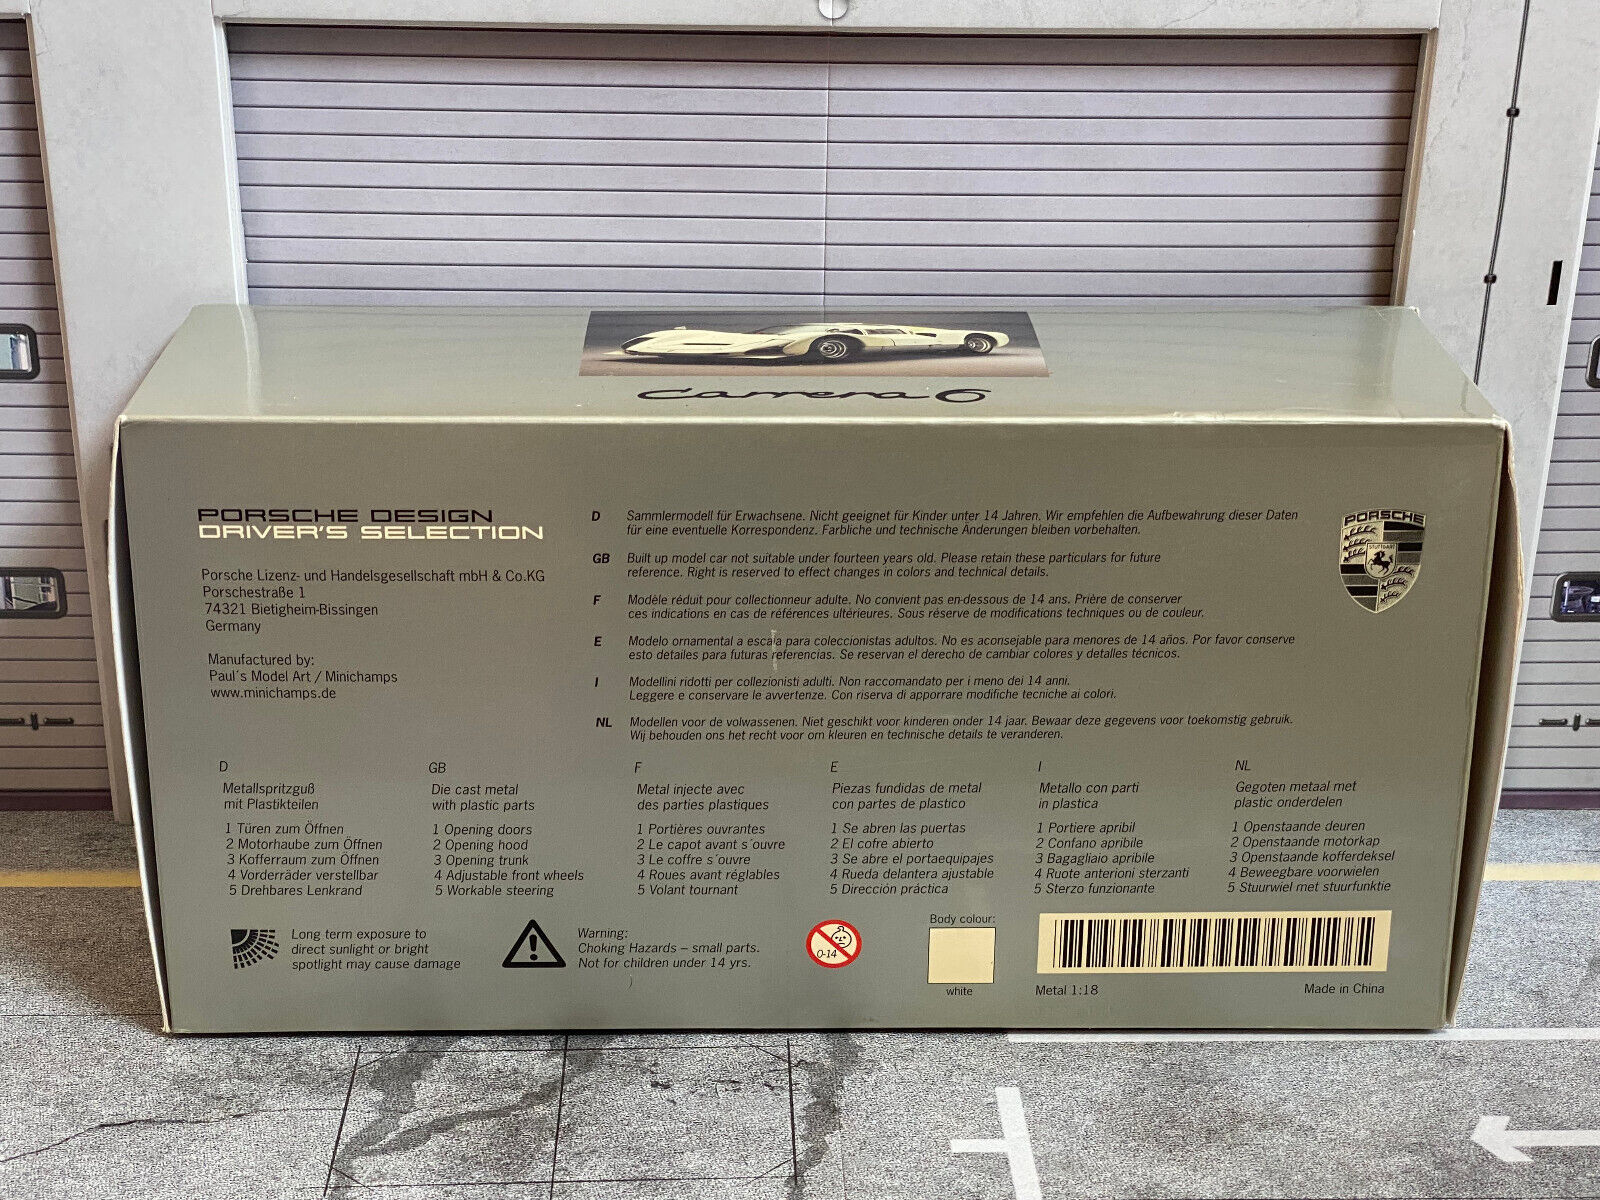 Carrera 6
PORSCHE DESIGN
DRIVER'S SELECTION
Porsche Lizenz- und Handelsgesellschaft mbH & Co.KG
Porschestraße 1
74321 Bietigheim-Bissingen
Germany
Manufactured by:
Paul´s Model Art / Minichamps
www.minichamps.de
D Sammlermodell für Erwachsene. Nicht geeignet für Kinder unter 14 Jahren. Wir empfehlen die Aufbewahrung dieser Daten
für eine eventuelle Korrespondenz. Farbliche und technische Änderungen bleiben vorbehalten.
GB Built up model car not suitable under fourteen years old. Please retain these particulars for future
reference. Right is reserved to effect changes in colors and technical details.
F Modèle réduit pour collectionneur adulte. No convient pas en-dessous de 14 ans. Prière de conserver
ces indications en cas de références ultérieures. Sous réserve de modifications techniques ou de couleur.
E Modelo ornamental a escala para coleccionistas adultos. No es aconsejable para menores de 14 años. Por favor conserve
esto detailes para futuras referencias. Se reservan el derecho de cambiar colores y detalles técnicos.
I Modellini ridotti per collezionisti adulti. Non raccomandato per i meno dei 14 anni.
Leggere e conservare le avvertenze. Con riserva di apporrare modifiche tecniche ai colori.
NL Modellen voor de volwassenen. Niet geschikt voor kinderen onder 14 jaar. Bewaar deze gegevens voor toekomstig gebruik.
Wij behouden ons het recht voor om kleuren en technische details te veranderen.
PORSCHE
STUTTGART
D
Metallspritzguß
mit Plastikteilen
1 Türen zum Öffnen
2 Motorhaube zum Öffnen
3 Kofferraum zum Öffnen
4 Vorderräder verstellbar
5 Drehbares Lenkrand
GB
Die cast metal
with plastic parts
1 Opening doors
2 Opening hood
3 Opening trunk
4 Adjustable front wheels
5 Workable steering
F
Metal injecte avec
des parties plastiques
1 Portières ouvrantes
2 Le capot avant s´ouvre
3 Le coffre s´ouvre
4 Roues avant réglables
5 Volant tournant
E
Piezas fundidas de metal
con partes de plastico
1 Se abren las puertas
2 El cofre abierto
3 Se abre el portaequipajes
4 Rueda delantera ajustable
5 Dirección práctica
I
Metallo con parti
in plastica
1 Portiere apribil
2 Confano apribile
3 Bagagliaio apribile
4 Ruote anterioni sterzanti
5 Sterzo funzionante
NL
Gegoten metaal met
plastic onderdelen
1 Openstaande deuren
2 Openstaande motorkap
3 Openstaande kofferdeksel
4 Beweegbare voorwielen
5 Stuurwiel met stuurfunktie
Long term exposure to
direct sunlight or bright
spotlight may cause damage
Warning:
Choking Hazards – small parts.
Not for children under 14 yrs.
0-14
Body colour:
white
Metal 1:18
Made in China